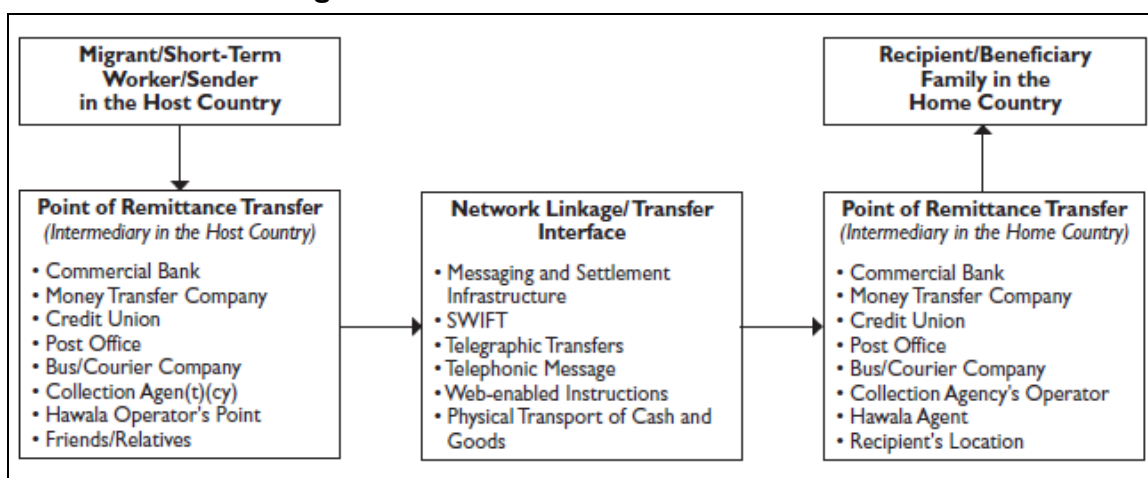 Migrant/Short-Term
Worker/Sender
in the Host Country
Recipient/Beneficiary
Family in the
Home Country
Point of Remittance Transfer
(Intermediary in the Host Country)
• Commercial Bank
• Money Transfer Company
• Credit Union
• Post Office
• Bus/Courier Company
• Collection Agen(t)(cy)
• Hawala Operator's Point
• Friends/Relatives
Network Linkage/Transfer
Interface
• Messaging and Settlement
Infrastructure
• SWIFT
• Telegraphic Transfers
• Telephonic Message
• Web-enabled Instructions
• Physical Transport of Cash and
Goods
Point of Remittance Transfer
(Intermediary in the Home Country)
• Commercial Bank
• Money Transfer Company
• Credit Union
• Post Office
• Bus/Courier Company
• Collection Agency's Operator
• Hawala Agent
• Recipient's Location